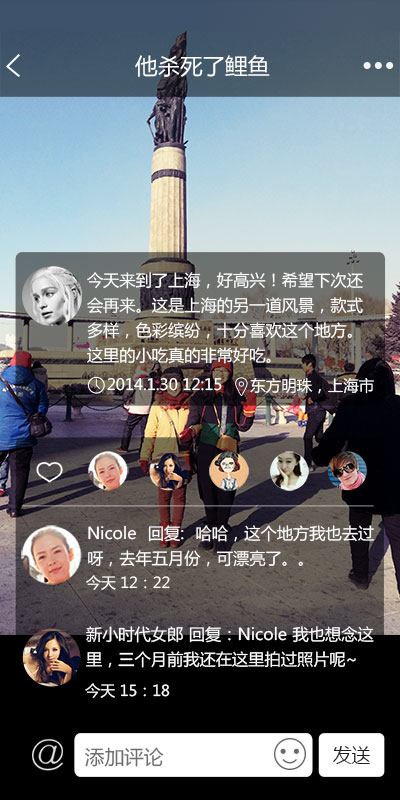 他杀死了鲤鱼
今天来到了上海，好高兴！希望下次还
会再来。这是上海的另一道风景，款式
多样，色彩缤纷，十分喜欢这个地方。
这里的小吃真的非常好吃。
2014.1.30 12:15 东方明珠，上海市
Nicole 回复: 哈哈，这个地方我也去过
呀，去年五月份，可漂亮了。。
今天 12：22
新小时代女郎 回复：Nicole 我也想念这
里，三个月前我还在这里拍过照片呢~
今天 15：18
@ 添加评论 发送